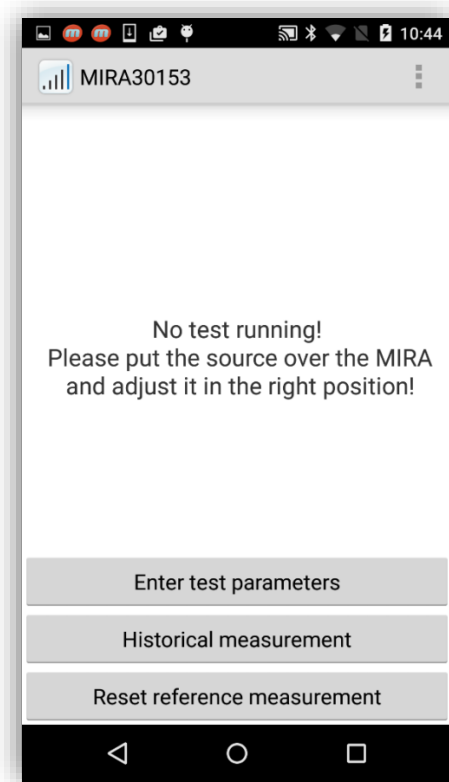 10:44
MIRA30153
No test running!
Please put the source over the MIRA
and adjust it in the right position!
Enter test parameters
Historical measurement
Reset reference measurement